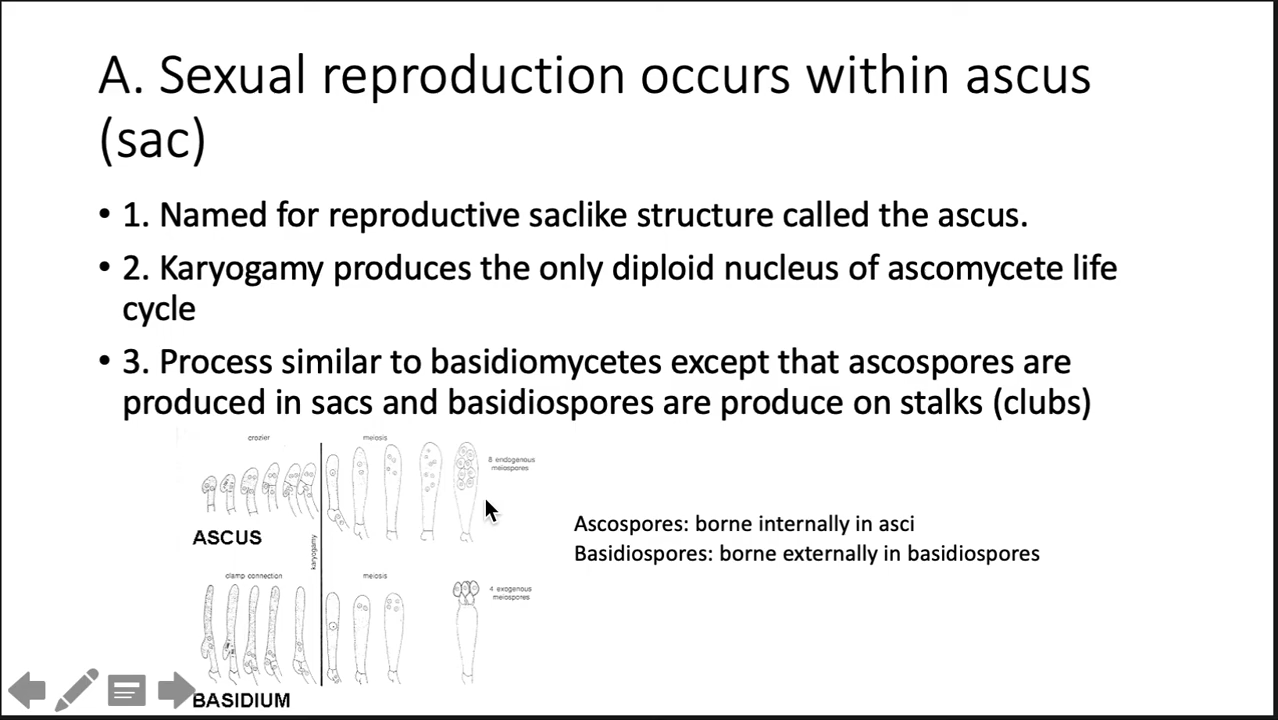 A. Sexual reproduction occurs within ascus
(sac)
• 1. Named for reproductive saclike structure called the ascus.
• 2. Karyogamy produces the only diploid nucleus of ascomycete life
cycle
• 3. Process similar to basidiomycetes except that ascospores are
produced in sacs and basidiospores are produce on stalks (clubs)
crozier
meiosis
8 endogenous
meiospores
ASCUS
karyogamy
Ascospores: borne internally in asci
Basidiospores: borne externally in basidiospores
clamp connection
meiosis
4 exogenous
meiospores
BASIDIUM